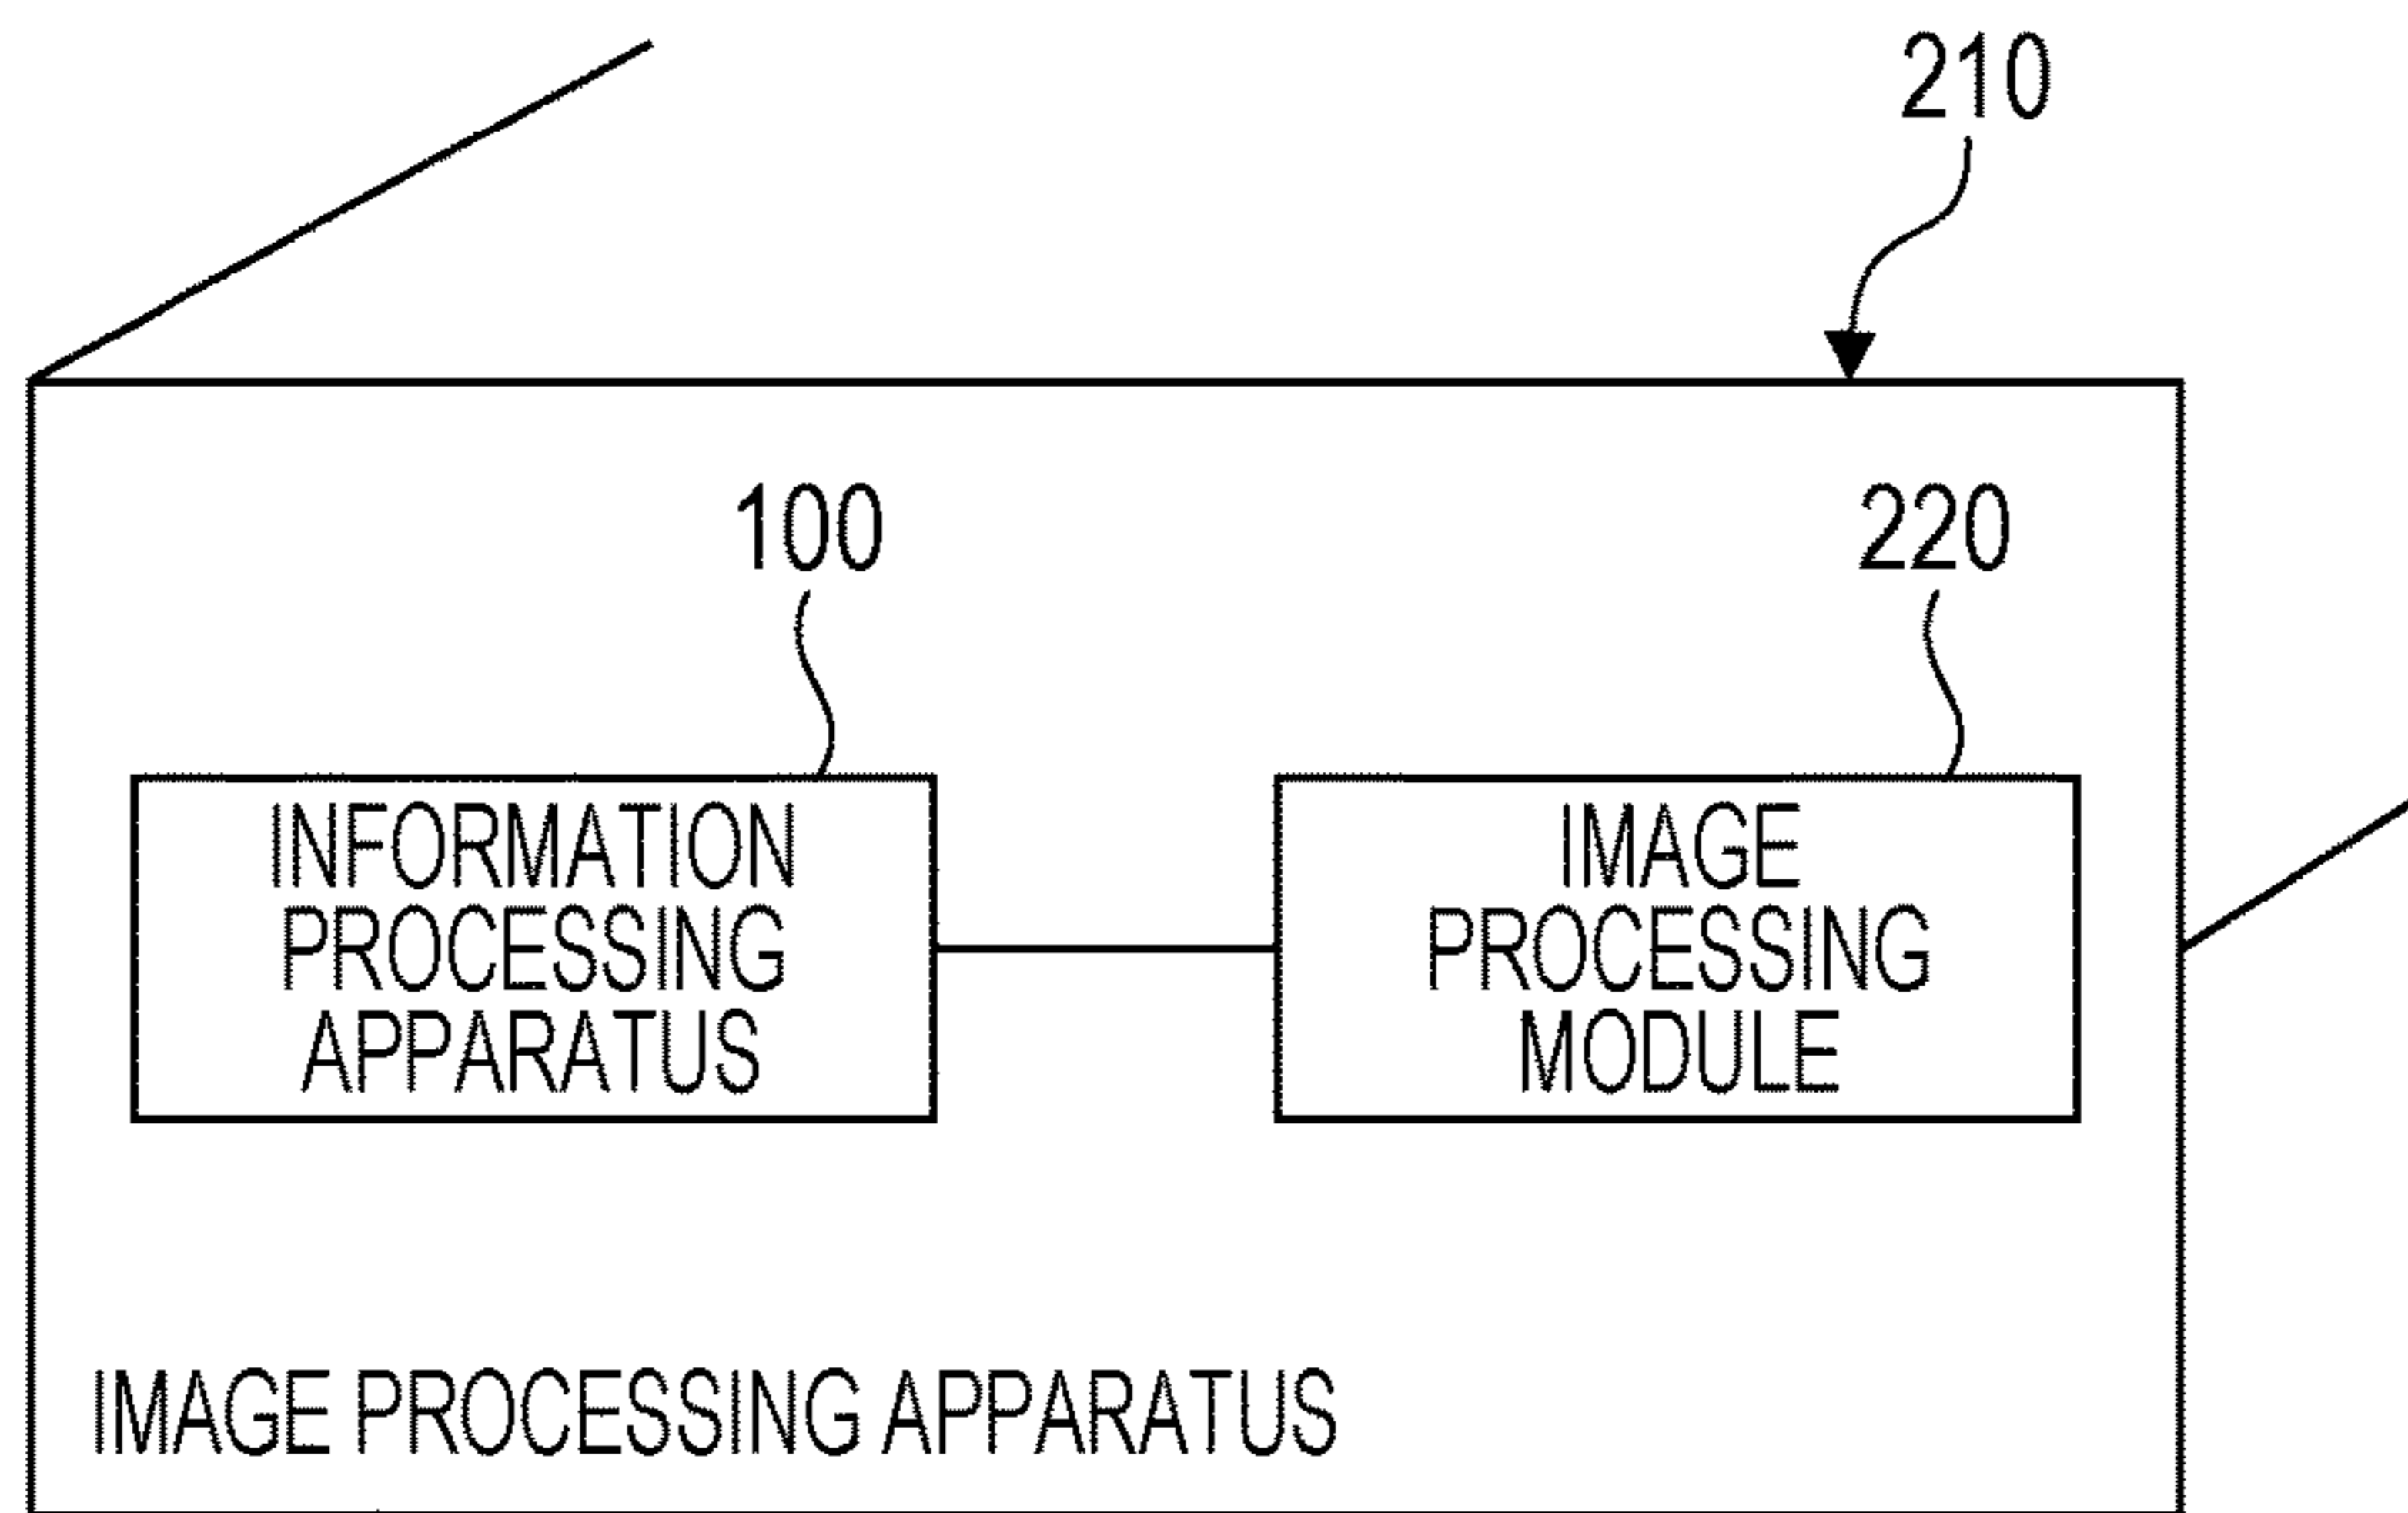 210
100
220
INFORMATION
PROCESSING
APPARATUS
IMAGE
PROCESSING
MODULE
IMAGE PROCESSING APPARATUS